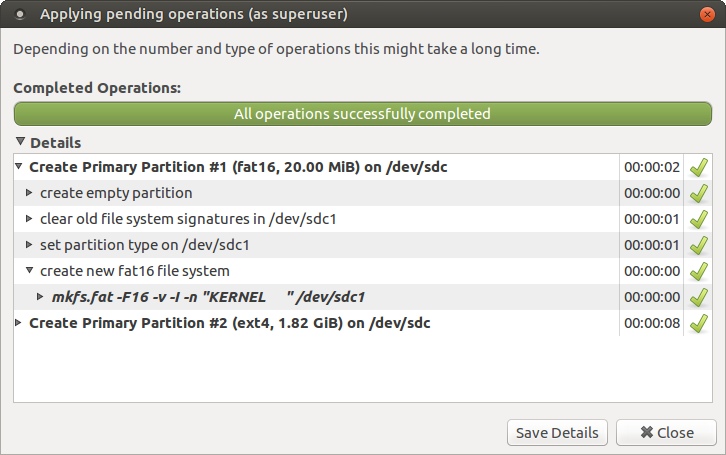 Applying pending operations (as superuser)
Depending on the number and type of operations this might take a long time.
Completed Operations:
All operations successfully completed
Details
Create Primary Partition #1 (fat16, 20.00 MiB) on /dev/sdc 00:00:02
create empty partition 00:00:00
clear old file system signatures in /dev/sdc1 00:00:01
set partition type on /dev/sdc1 00:00:01
create new fat16 file system 00:00:00
mkfs.fat -F16 -v -I -n "KERNEL     " /dev/sdc1 00:00:00
Create Primary Partition #2 (ext4, 1.82 GiB) on /dev/sdc 00:00:08
Save Details Close